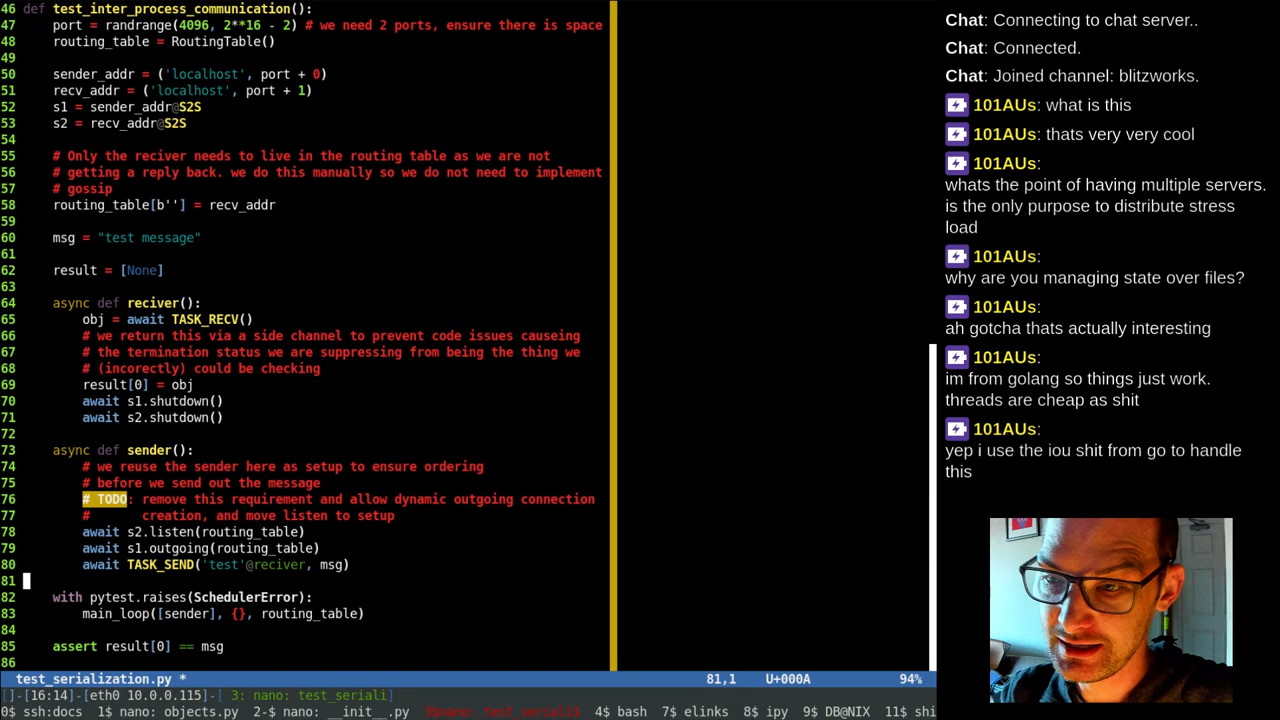 46 def test_inter_process_communication():
47     port = randrange(4096, 2**16 - 2) # we need 2 ports, ensure there is space
48     routing_table = RoutingTable()
49
50     sender_addr = ('localhost', port + 0)
51     recv_addr = ('localhost', port + 1)
52     s1 = sender_addr@S2S
53     s2 = recv_addr@S2S
54
55     # Only the reciver needs to live in the routing table as we are not
56     # getting a reply back. we do this manually so we do not need to implement
57     # gossip
58     routing_table[b''] = recv_addr
59
60     msg = "test message"
61
62     result = [None]
63
64     async def reciver():
65         obj = await TASK_RECV()
66         # we return this via a side channel to prevent code issues causeing
67         # the termination status we are suppressing from being the thing we
68         # (incorectly) could be checking
69         result[0] = obj
70         await s1.shutdown()
71         await s2.shutdown()
72
73     async def sender():
74         # we reuse the sender here as setup to ensure ordering
75         # before we send out the message
76         # TODO: remove this requirement and allow dynamic outgoing connection
77         #       creation, and move listen to setup
78         await s2.listen(routing_table)
79         await s1.outgoing(routing_table)
80         await TASK_SEND('test'@reciver, msg)
81
82     with pytest.raises(SchedulerError):
83         main_loop([sender], {}, routing_table)
84
85     assert result[0] == msg
86
test_serialization.py * 81,1 U+000A 94%
[]-[16:14]-[eth0 10.0.0.115]-[ 3: nano: test_seriali]
0$ ssh:docs 1$ nano: objects.py 2-$ nano: __init__.py 3$nano: test_seriali$ 4$ bash 7$ elinks 8$ ipy 9$ DB@NIX 11$ shi
Chat: Connecting to chat server..
Chat: Connected.
Chat: Joined channel: blitzworks.
101AUs: what is this
101AUs: thats very very cool
101AUs:
whats the point of having multiple servers.
is the only purpose to distribute stress
load
101AUs:
why are you managing state over files?
101AUs:
ah gotcha thats actually interesting
101AUs:
im from golang so things just work.
threads are cheap as shit
101AUs:
yep i use the iou shit from go to handle
this